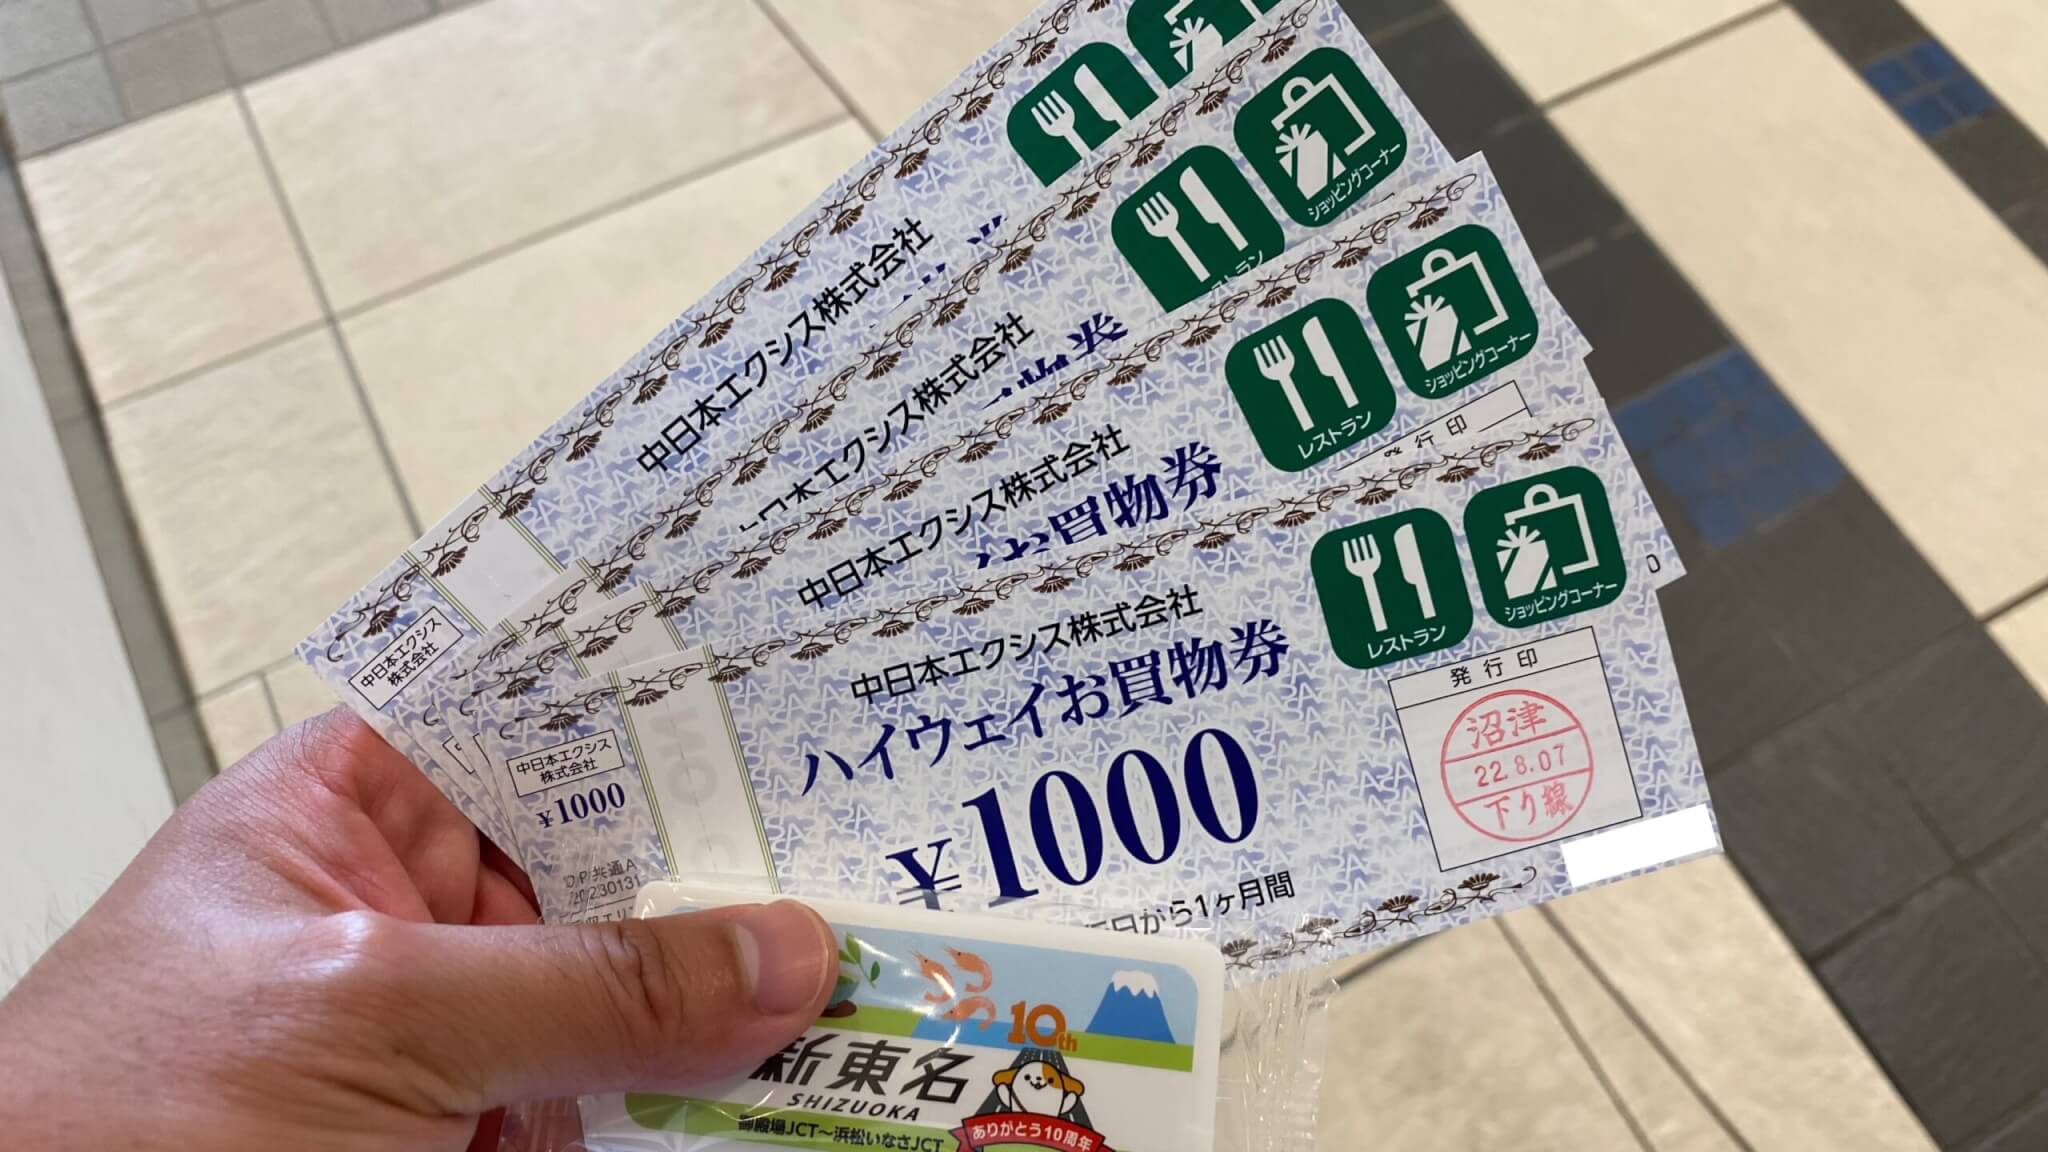 中日本エクシス株式会社
日本エクシス株式会社
中日本エクシス株式会社
お買物券
レストラン
ショッピングコーナー
ショッピングコーナー
レストラン
発行印
中日本エクシス
株式会社
中日本エクシス株式会社
ハイウェイお買物券
¥1000
レストラン
ショッピングコーナー
発行印
沼津
22.8.07
下り線
日から1ヶ月間
中日本エクシス
株式会社
¥1000
共通A
230131
10th
新東名
SHIZUOKA
御殿場JCT～浜松いなさJCT
ありがとう10周年